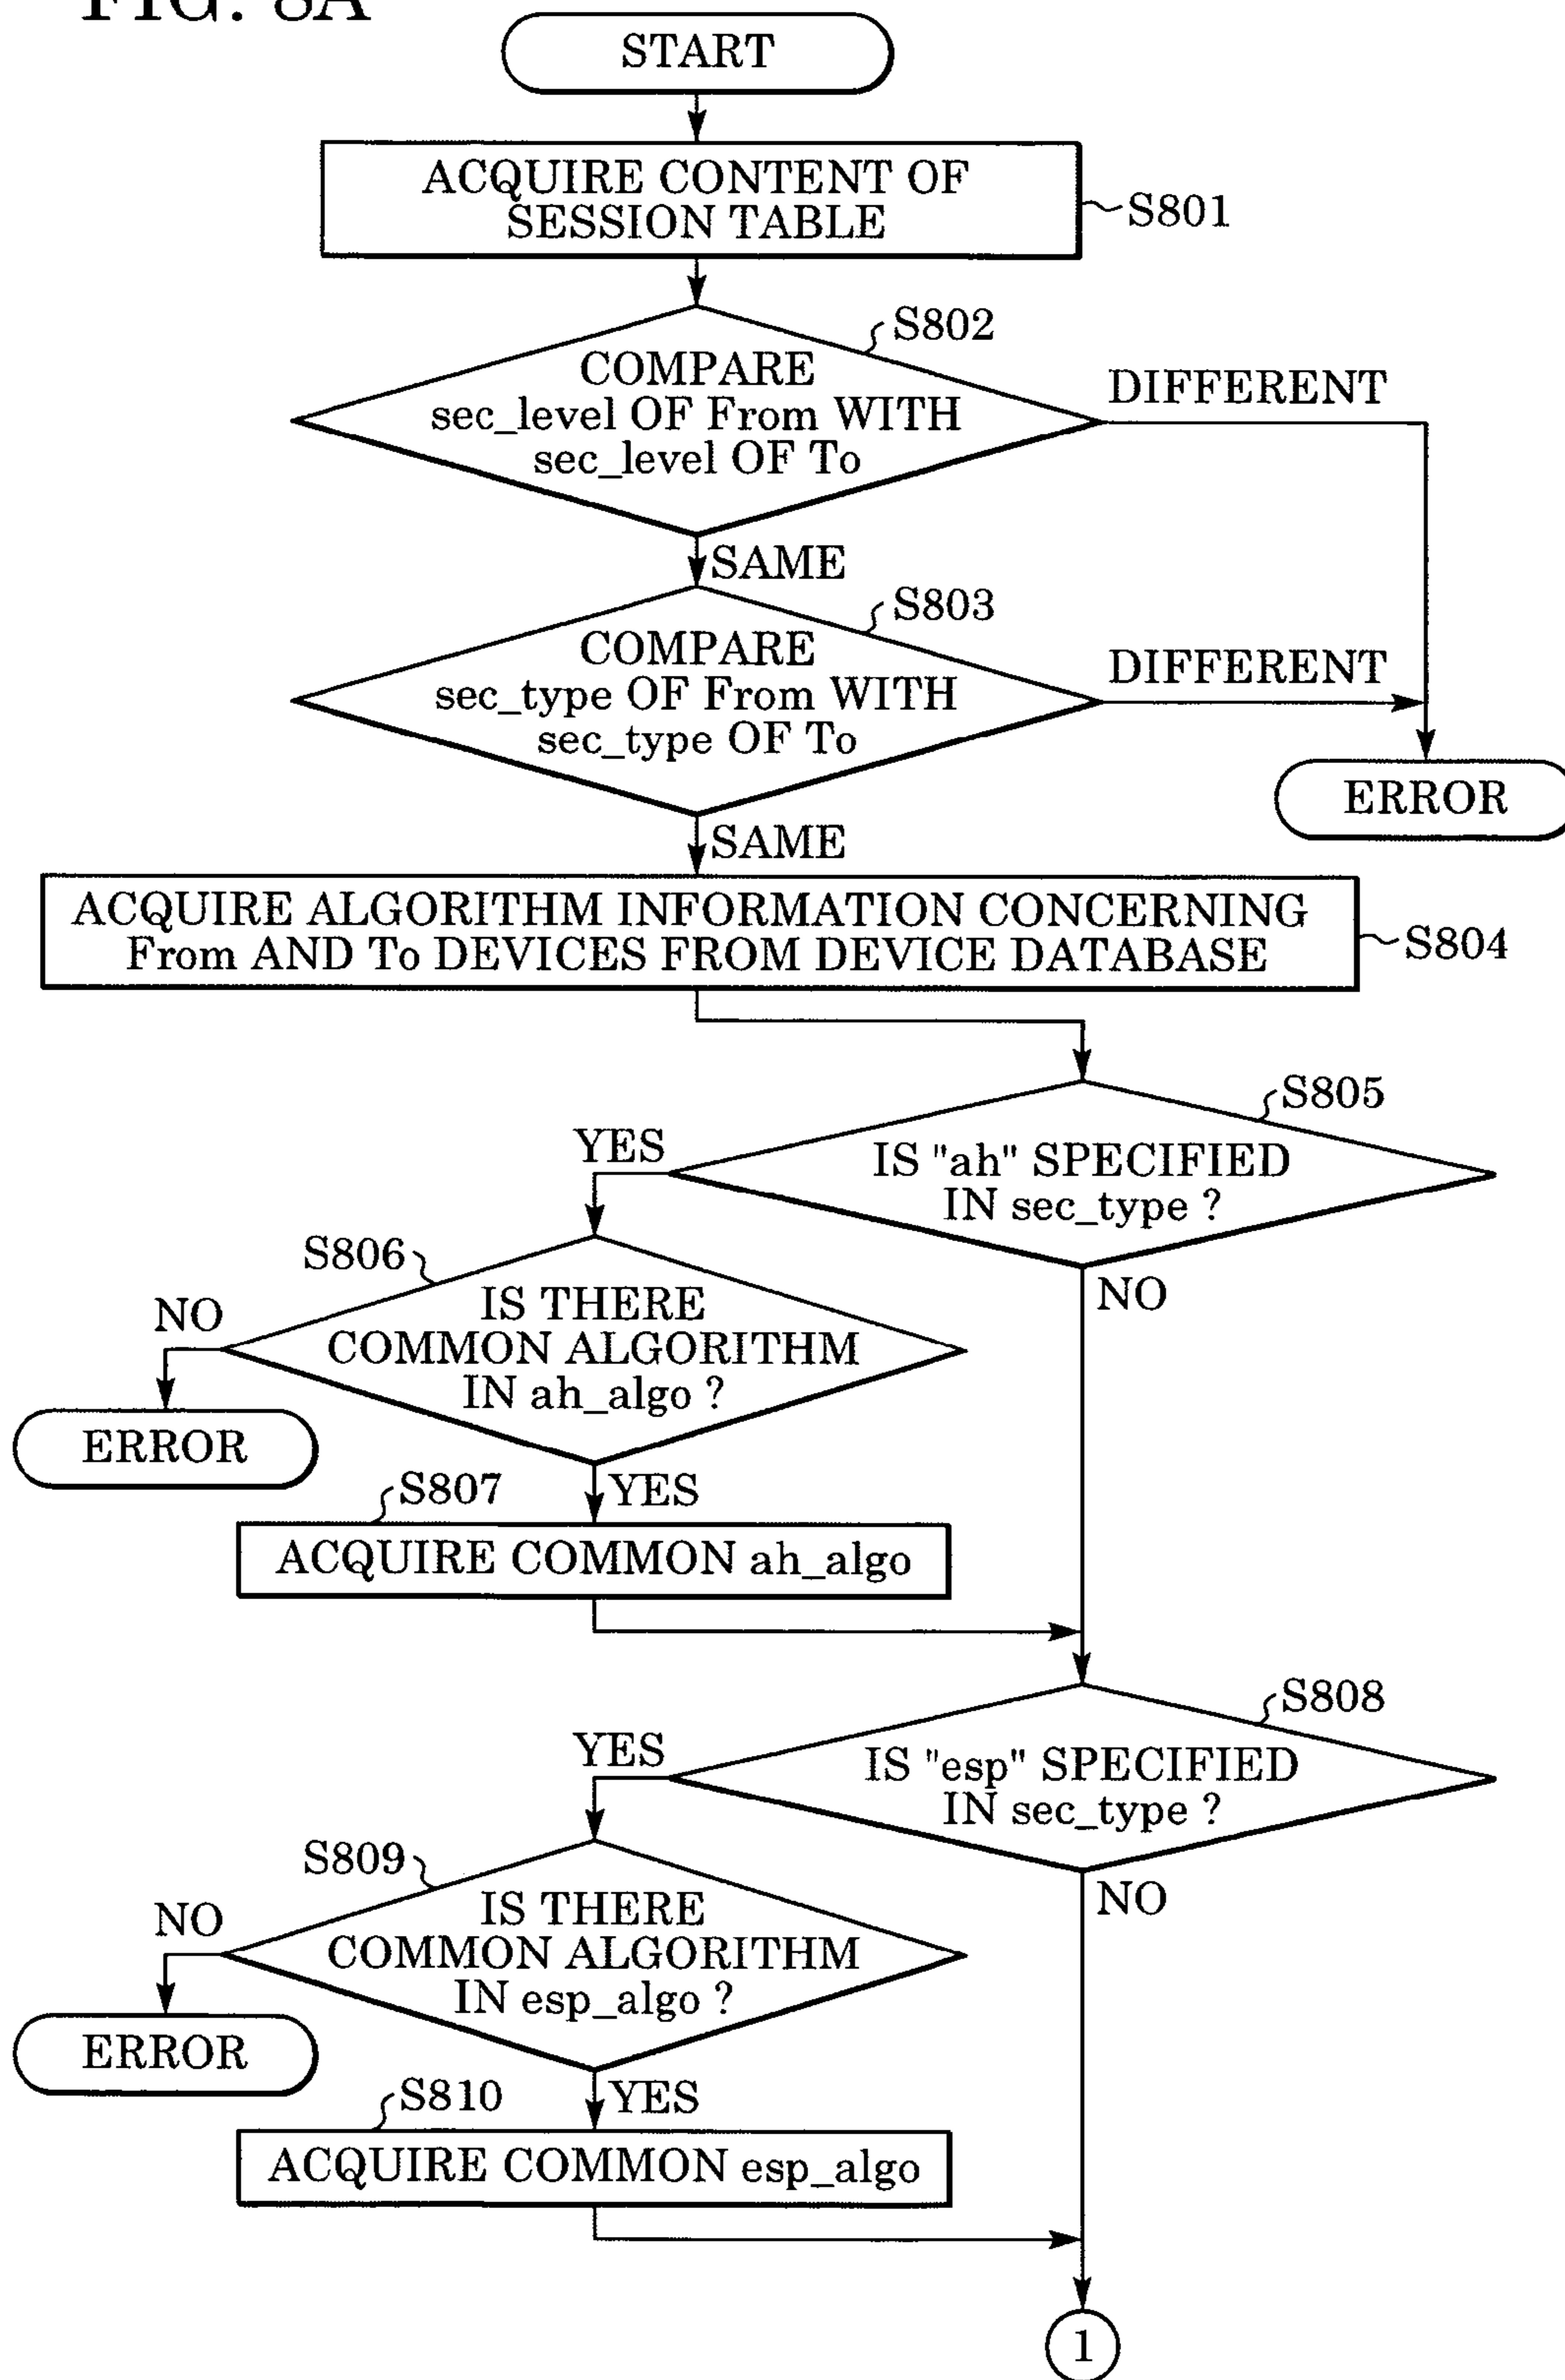 FIG. 8A
START
ACQUIRE CONTENT OF
SESSION TABLE
S801
S802
COMPARE
sec_level OF From WITH
sec_level OF To
DIFFERENT
SAME
S803
COMPARE
sec_type OF From WITH
sec_type OF To
DIFFERENT
ERROR
SAME
ACQUIRE ALGORITHM INFORMATION CONCERNING
From AND To DEVICES FROM DEVICE DATABASE
S804
S805
YES
IS "ah" SPECIFIED
IN sec_type ?
NO
S806
IS THERE
COMMON ALGORITHM
IN ah_algo ?
NO
ERROR
YES
S807
ACQUIRE COMMON ah_algo
S808
YES
IS "esp" SPECIFIED
IN sec_type ?
NO
S809
IS THERE
COMMON ALGORITHM
IN esp_algo ?
NO
ERROR
YES
S810
ACQUIRE COMMON esp_algo
1